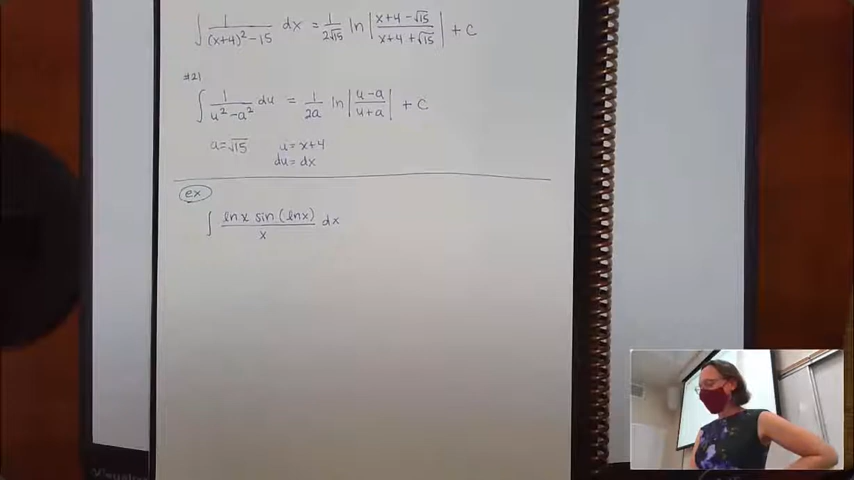 ∫ 1/((x+4)² - 15) dx = 1/(2√15) ln |(x+4-√15)/(x+4+√15)| + C
#21
∫ 1/(u² - a²) du = 1/(2a) ln |(u-a)/(u+a)| + C
a = √15 u = x+4
du = dx
ex
∫ (ln x sin (ln x))/x dx